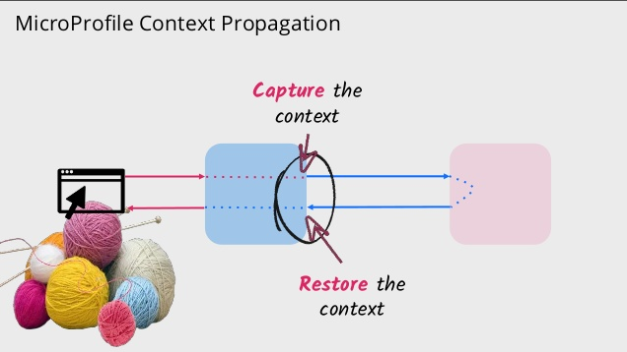 MicroProfile Context Propagation
Capture the
context
Restore the
context